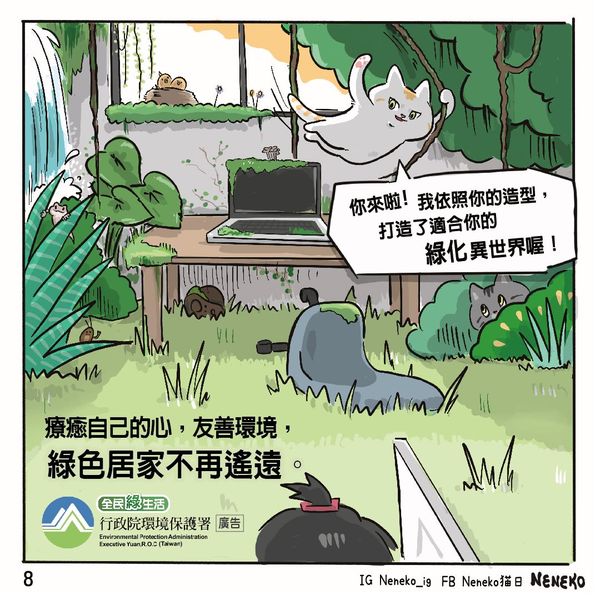 你來啦！我依照你的造型，
打造了適合你的
綠化異世界喔！
療癒自己的心，友善環境，
綠色居家不再遙遠。
全民綠生活
行政院環境保護署 廣告
Environmental Protection Administration
Executive Yuan,R.O.C (Taiwan)
8
IG Neneko_ig FB Neneko猫日 NENEKO